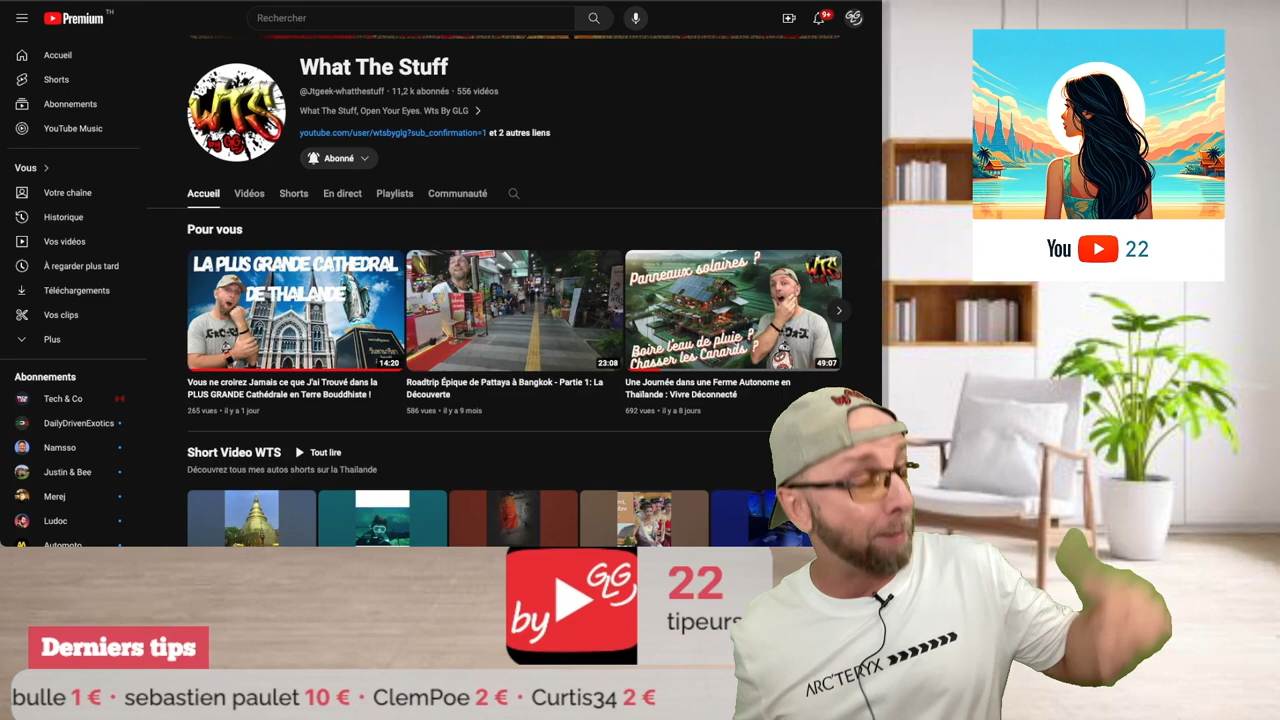 Premium TH
Rechercher
9+
Accueil
Shorts
Abonnements
YouTube Music
Vous
Votre chaîne
Historique
Vos vidéos
À regarder plus tard
Téléchargements
Vos clips
Plus
Abonnements
Tech & Co
DailyDrivenExotics
Namsso
Justin & Bee
Merej
Ludoc
Automoto
WTS
by GLG
What The Stuff
@Jtgeek-whatthestuff · 11,2 k abonnés · 556 vidéos
What The Stuff, Open Your Eyes. Wts By GLG
youtube.com/user/wtsbyglg?sub_confirmation=1 et 2 autres liens
Abonné
Accueil Vidéos Shorts En direct Playlists Communauté
Pour vous
LA PLUS GRANDE CATHEDRAL
DE THAILANDE
14:20
Vous ne croirez Jamais ce que J'ai Trouvé dans la
PLUS GRANDE Cathédrale en Terre Bouddhiste !
265 vues • il y a 1 jour
23:08
Roadtrip Épique de Pattaya à Bangkok - Partie 1: La
Découverte
586 vues • il y a 9 mois
Panneaux solaires ?
WTS
Boire l'eau de pluie ?
Chasser les Canards ?
49:07
Une Journée dans une Ferme Autonome en
Thaïlande : Vivre Déconnecté
692 vues • il y a 8 jours
Short Video WTS Tout lire
Découvrez tous mes autos shorts sur la Thailande
You 22
by GLG
22
tipeurs
Derniers tips
bulle 1 € · sebastien paulet 10 € · ClemPoe 2 € · Curtis34 2 €
ARC'TERYX